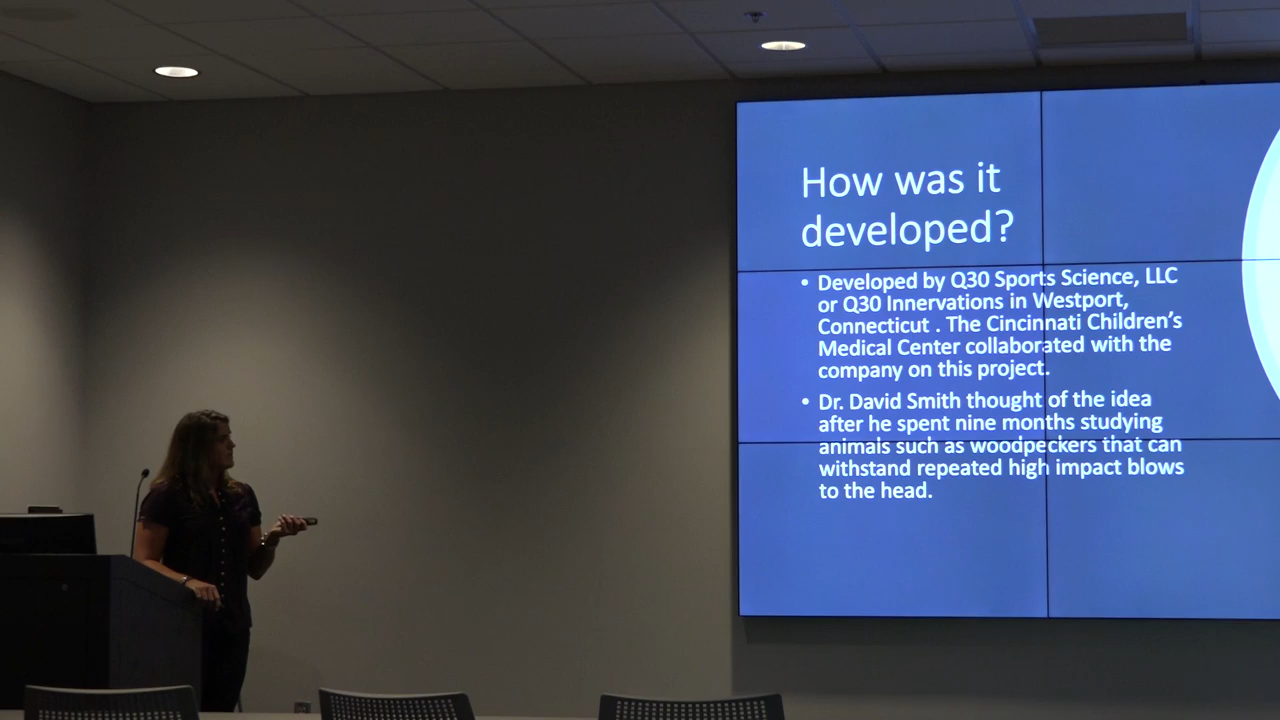 How was it
developed?
• Developed by Q30 Sports Science, LLC
or Q30 Innervations in Westport,
Connecticut . The Cincinnati Children's
Medical Center collaborated with the
company on this project.
• Dr. David Smith thought of the idea
after he spent nine months studying
animals such as woodpeckers that can
withstand repeated high impact blows
to the head.